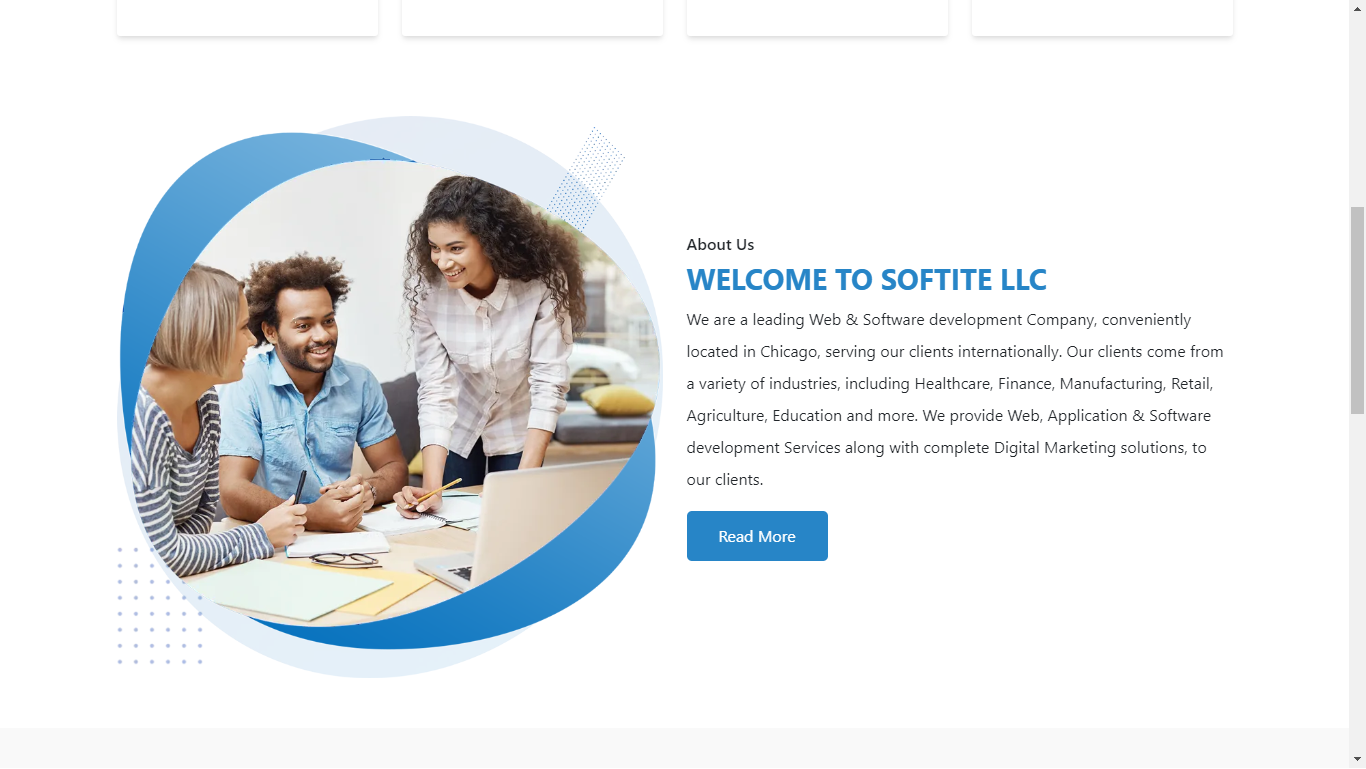 About Us
WELCOME TO SOFTITE LLC
We are a leading Web & Software development Company, conveniently
located in Chicago, serving our clients internationally. Our clients come from
a variety of industries, including Healthcare, Finance, Manufacturing, Retail,
Agriculture, Education and more. We provide Web, Application & Software
development Services along with complete Digital Marketing solutions, to
our clients.
Read More